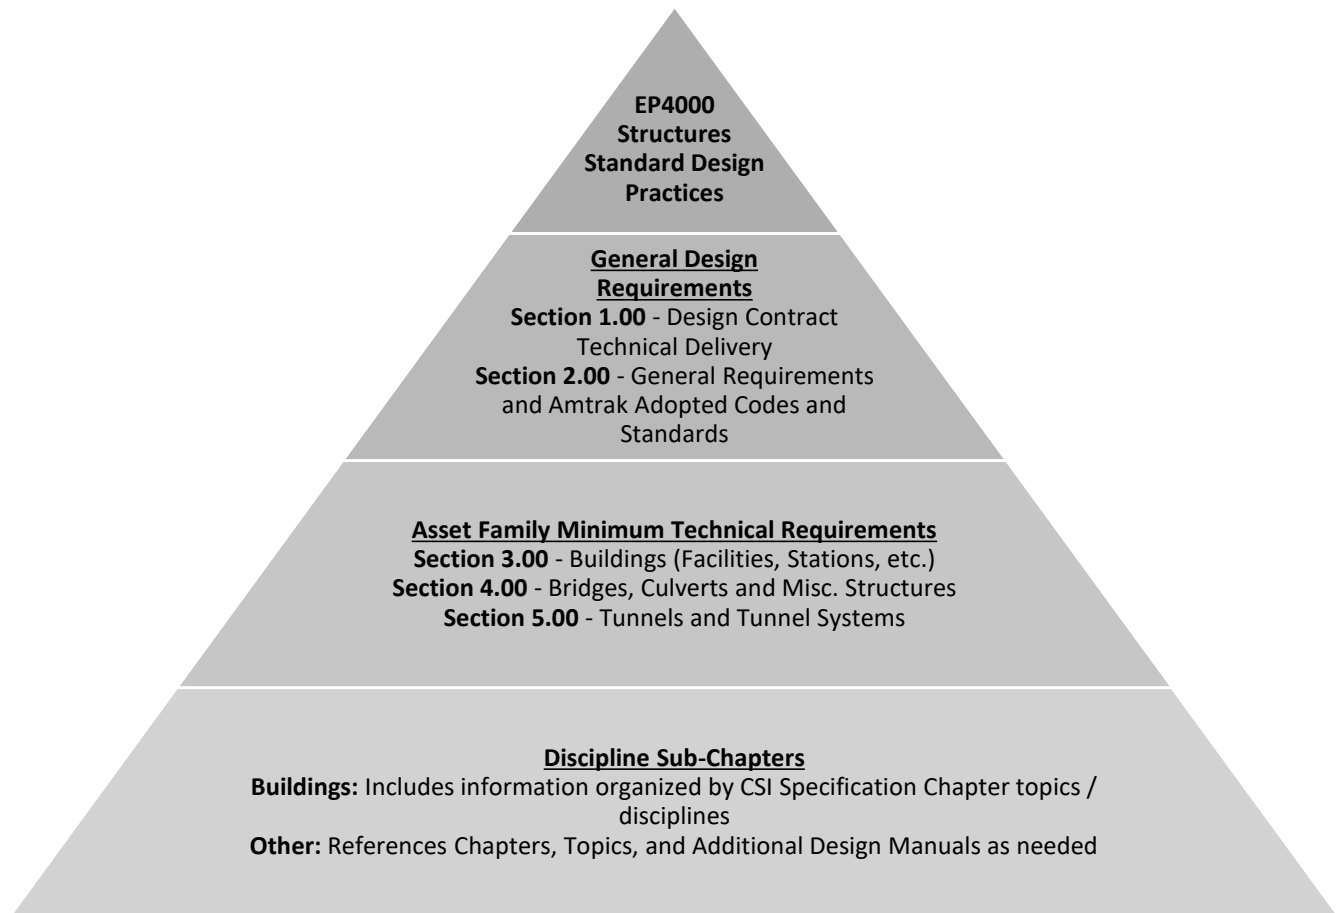 EP4000
Structures
Standard Design
Practices
General Design
Requirements
Section 1.00 - Design Contract
Technical Delivery
Section 2.00 - General Requirements
and Amtrak Adopted Codes and
Standards
Asset Family Minimum Technical Requirements
Section 3.00 - Buildings (Facilities, Stations, etc.)
Section 4.00 - Bridges, Culverts and Misc. Structures
Section 5.00 - Tunnels and Tunnel Systems
Discipline Sub-Chapters
Buildings: Includes information organized by CSI Specification Chapter topics /
disciplines
Other: References Chapters, Topics, and Additional Design Manuals as needed